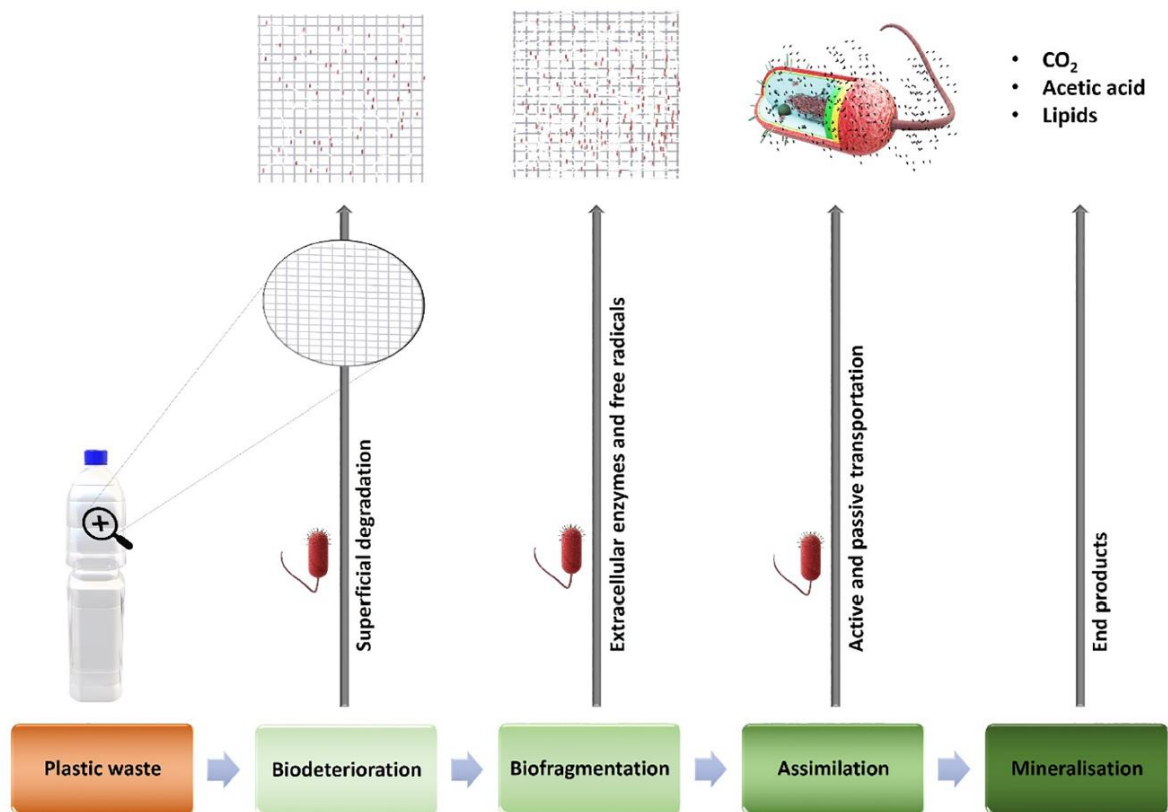 • CO₂
• Acetic acid
• Lipids
Superficial degradation
Extracellular enzymes and free radicals
Active and passive transportation
End products
Plastic waste
Biodeterioration
Biofragmentation
Assimilation
Mineralisation